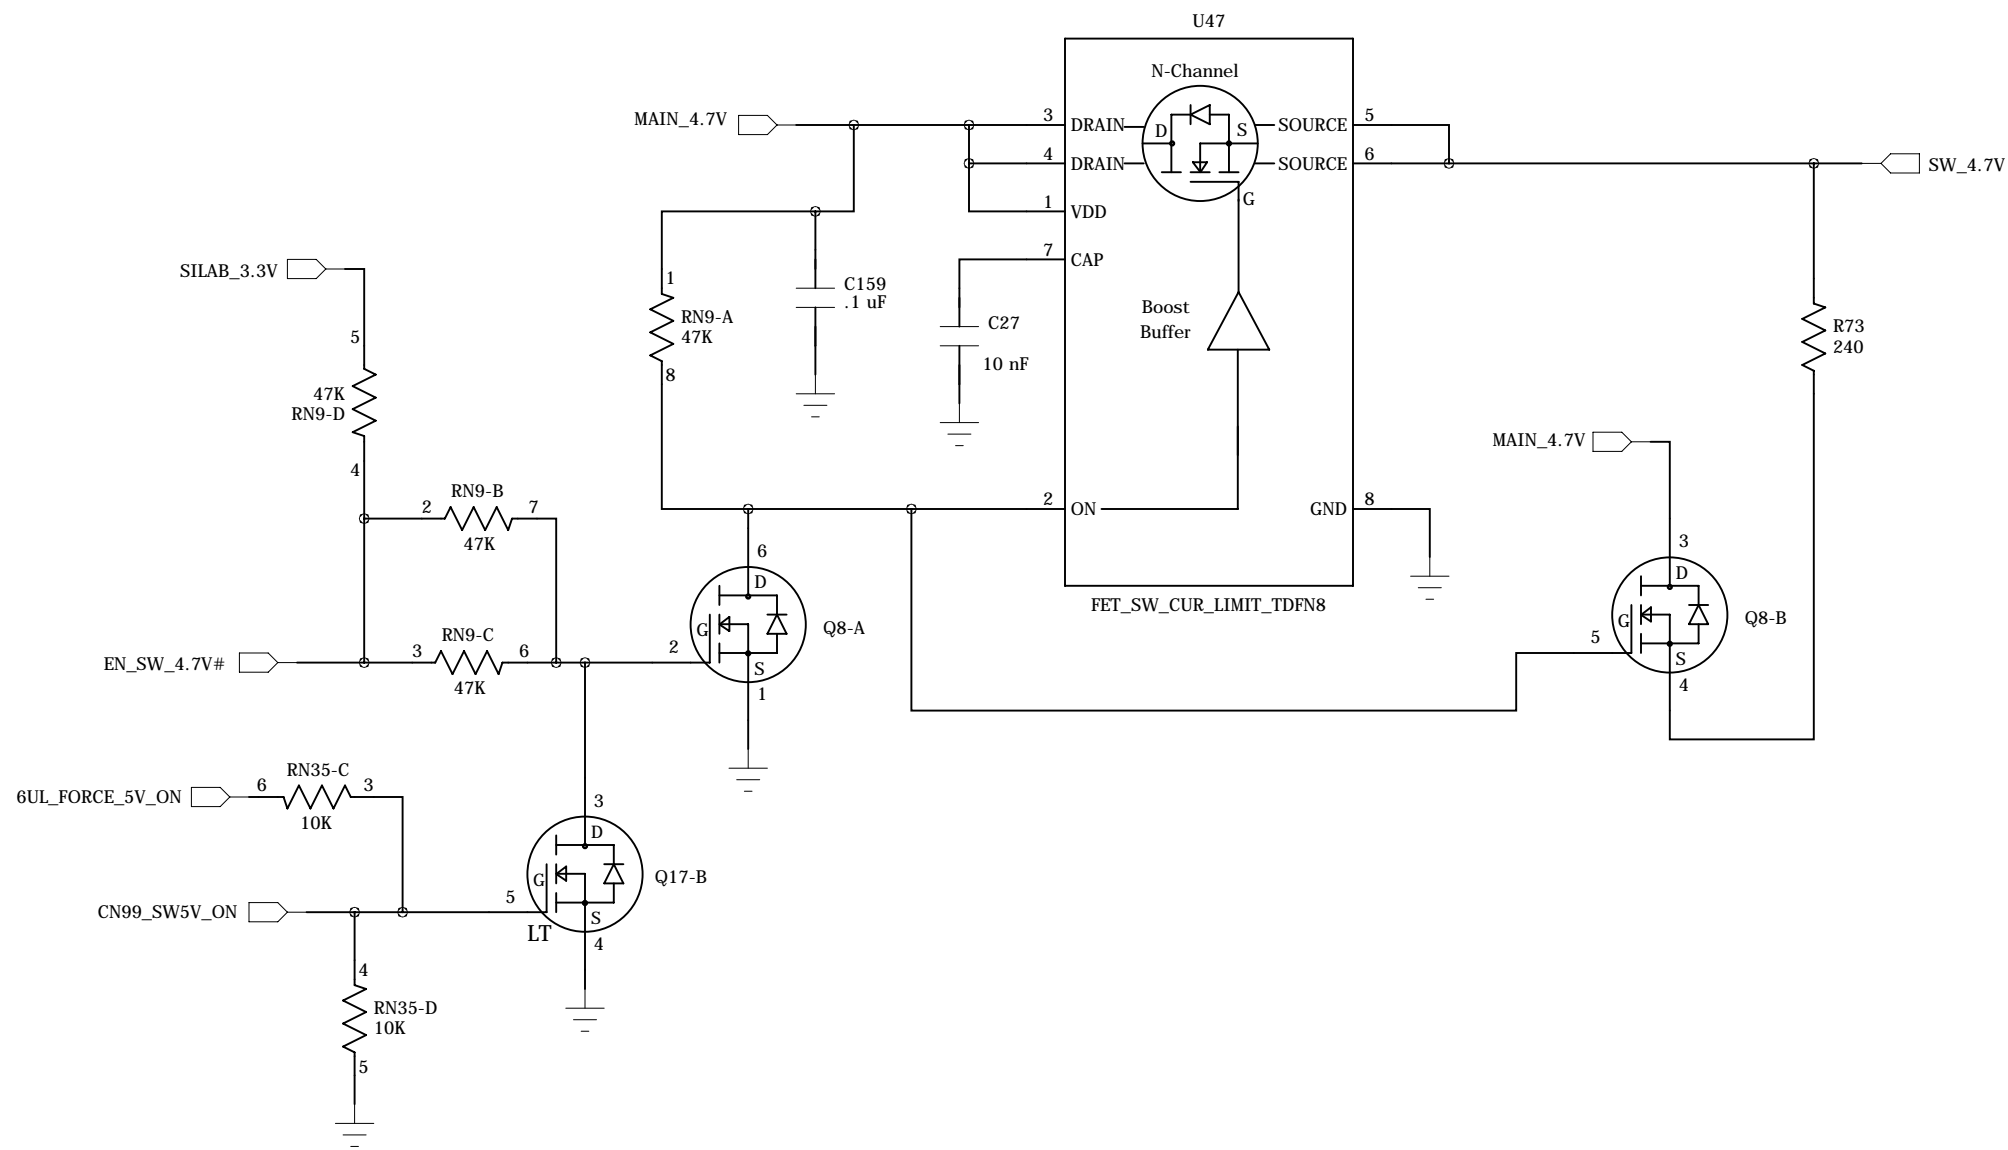 U47
N-Channel
MAIN_4.7V
3
DRAIN
D
S
SOURCE
5
4
DRAIN
SOURCE
6
SW_4.7V
G
1
VDD
7
CAP
SILAB_3.3V
1
C159
.1 uF
RN9-A
47K
8
C27
10 nF
Boost
Buffer
R73
240
5
47K
RN9-D
4
MAIN_4.7V
RN9-B
2
7
47K
2
ON
GND
8
6
D
G
S
2
1
Q8-A
FET_SW_CUR_LIMIT_TDFN8
3
D
G
S
5
4
Q8-B
EN_SW_4.7V#
RN9-C
3
6
47K
6UL_FORCE_5V_ON
RN35-C
6
3
10K
3
D
G
S
5
4
Q17-B
LT
CN99_SW5V_ON
4
RN35-D
10K
5